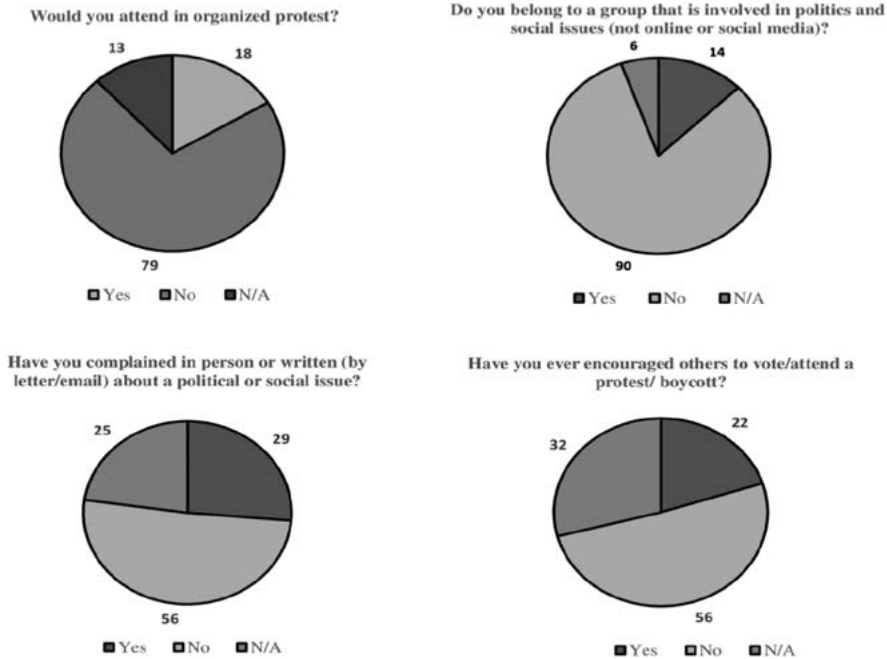 Would you attend in organized protest?
13
18
79
Yes No N/A
Do you belong to a group that is involved in politics and
social issues (not online or social media)?
6
14
90
Yes No N/A
Have you complained in person or written (by
letter/email) about a political or social issue?
25
29
56
Yes No N/A
Have you ever encouraged others to vote/attend a
protest/ boycott?
32
22
56
Yes No N/A